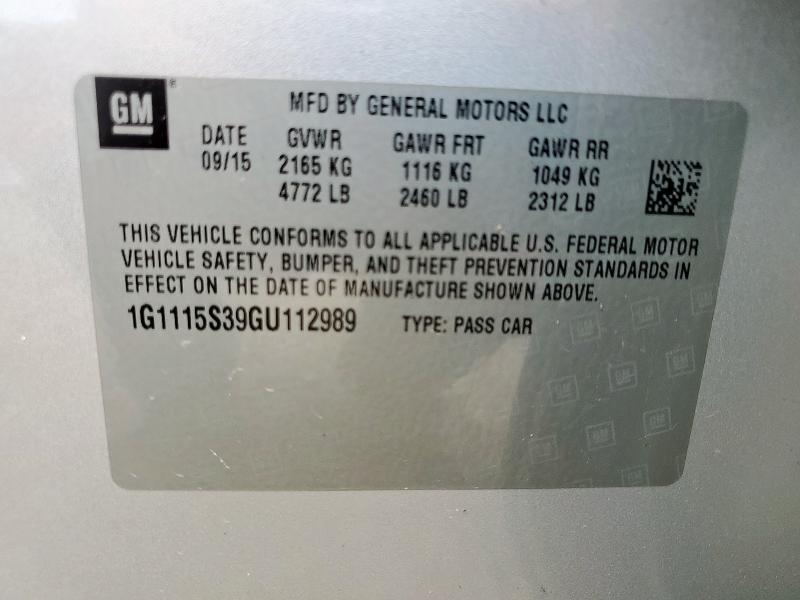 GM
MFD BY GENERAL MOTORS LLC
DATE GVWR GAWR FRT GAWR RR
09/15 2165 KG 1116 KG 1049 KG
4772 LB 2460 LB 2312 LB
THIS VEHICLE CONFORMS TO ALL APPLICABLE U.S. FEDERAL MOTOR
VEHICLE SAFETY, BUMPER, AND THEFT PREVENTION STANDARDS IN
EFFECT ON THE DATE OF MANUFACTURE SHOWN ABOVE.
1G1115S39GU112989 TYPE: PASS CAR